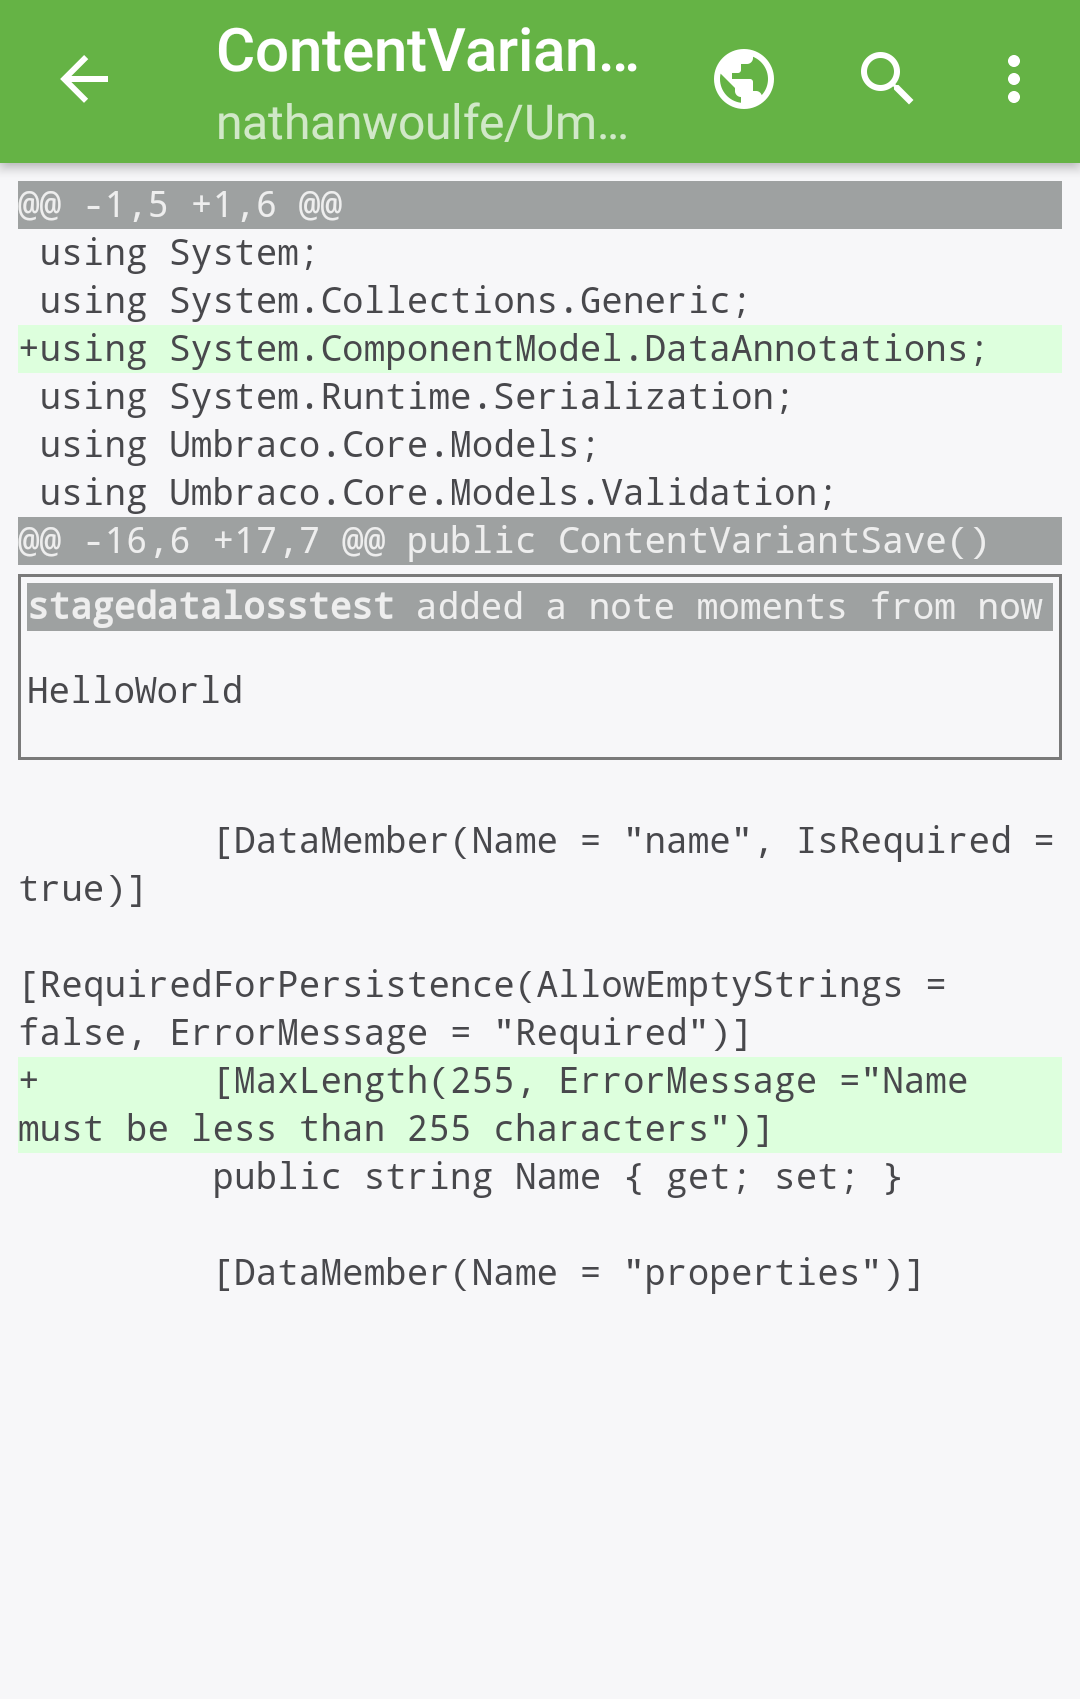 ContentVarian…
nathanwoulfe/Um…
@@ -1,5 +1,6 @@
using System;
using System.Collections.Generic;
+using System.ComponentModel.DataAnnotations;
using System.Runtime.Serialization;
using Umbraco.Core.Models;
using Umbraco.Core.Models.Validation;
@@ -16,6 +17,7 @@ public ContentVariantSave()
stagedatalosstest added a note moments from now
HelloWorld
[DataMember(Name = "name", IsRequired =
true)]
[RequiredForPersistence(AllowEmptyStrings =
false, ErrorMessage = "Required")]
+        [MaxLength(255, ErrorMessage ="Name
must be less than 255 characters")]
public string Name { get; set; }
[DataMember(Name = "properties")]